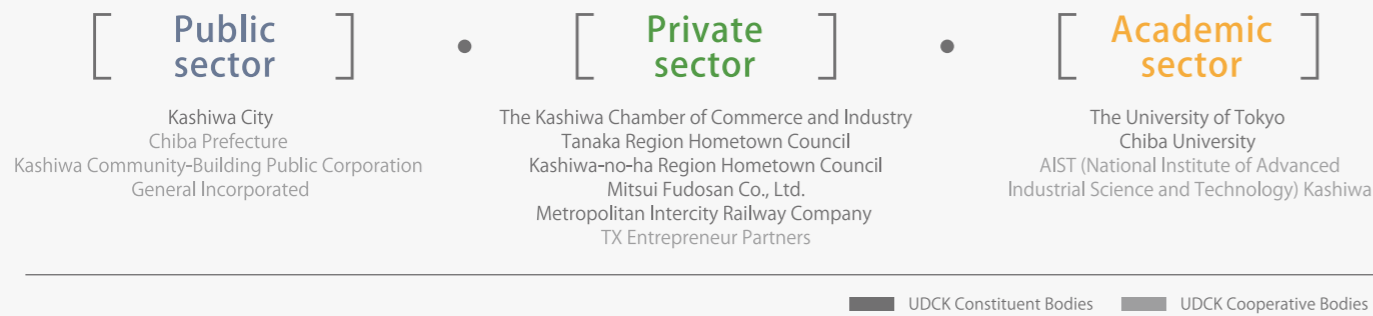 Public
sector
Kashiwa City
Chiba Prefecture
Kashiwa Community-Building Public Corporation
General Incorporated
Private
sector
The Kashiwa Chamber of Commerce and Industry
Tanaka Region Hometown Council
Kashiwa-no-ha Region Hometown Council
Mitsui Fudosan Co., Ltd.
Metropolitan Intercity Railway Company
TX Entrepreneur Partners
Academic
sector
The University of Tokyo
Chiba University
AIST (National Institute of Advanced
Industrial Science and Technology) Kashiwa
UDCK Constituent Bodies
UDCK Cooperative Bodies